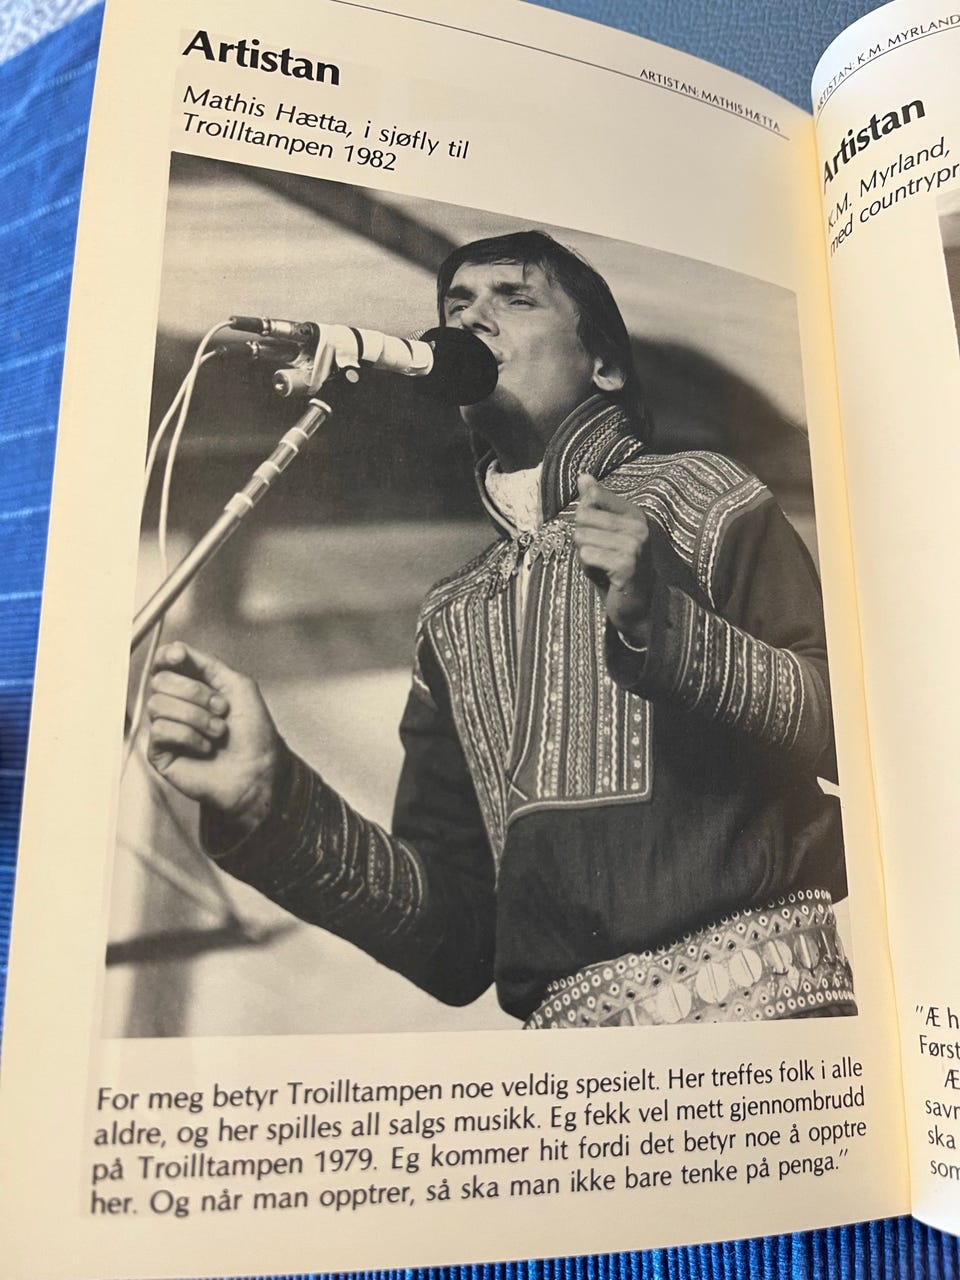 ARTISTAN: MATHIS HÆTTA
Artistan
Mathis Hætta, i sjøfly til
Troilltampen 1982
For meg betyr Troilltampen noe veldig spesielt. Her treffes folk i alle
aldre, og her spilles all salgs musikk. Eg fekk vel mett gjennombrudd
på Troilltampen 1979. Eg kommer hit fordi det betyr noe å opptre
her. Og når man opptrer, så ska man ikke bare tenke på penga."
ARTISTAN: K.M. MYRLAND
Artistan
K.M. Myrland,
med countrypr
"Æ h
Først
Æ
savr
ska
som